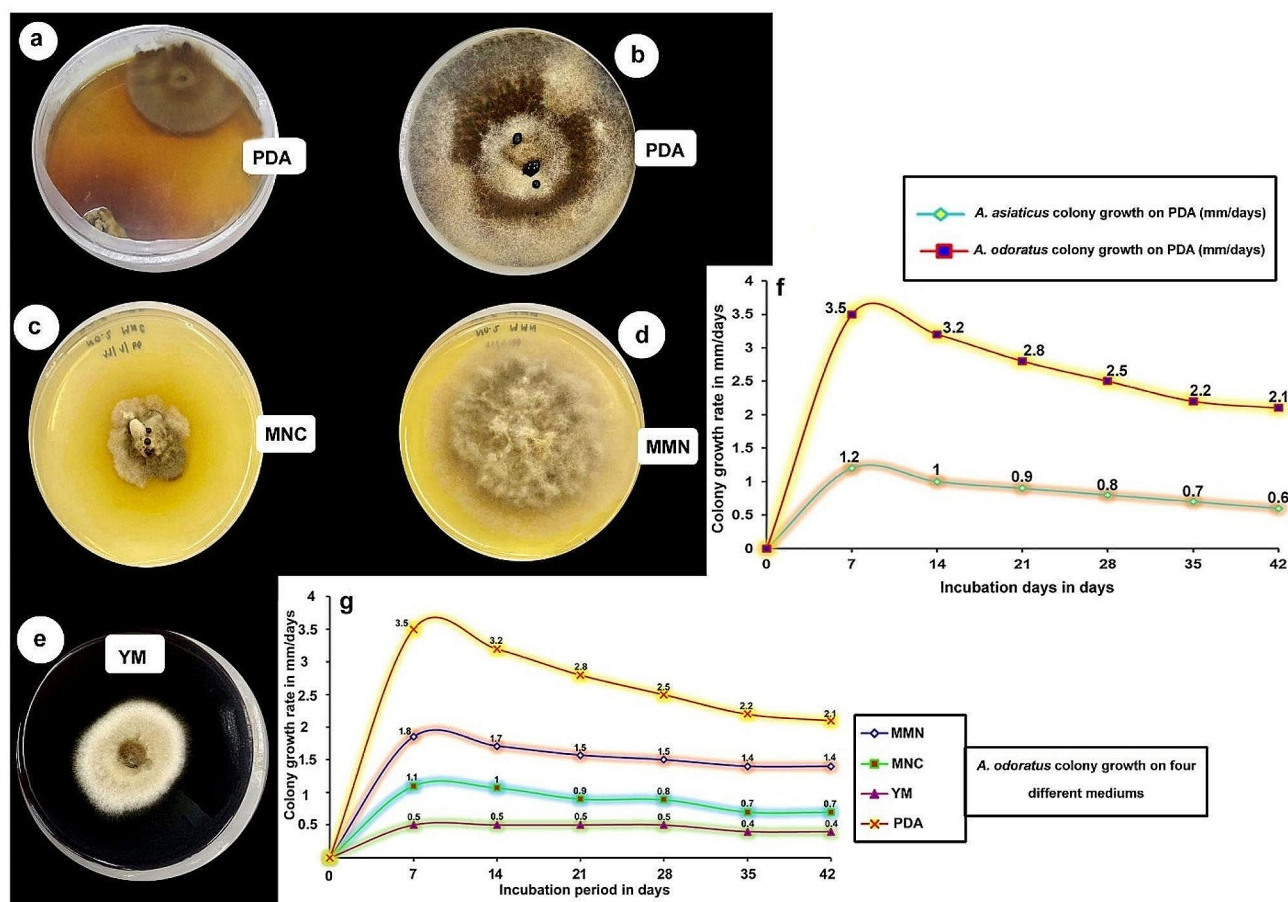 a
PDA
b
PDA
c
MNC
d
MMN
e
YM
A. asiaticus colony growth on PDA (mm/days)
A. odoratus colony growth on PDA (mm/days)
f
Colony growth rate in mm/days
4
3.5
3
2.5
2
1.5
1
0.5
0
3.5
3.2
2.8
2.5
2.2
2.1
1.2
1
0.9
0.8
0.7
0.6
0 7 14 21 28 35 42
Incubation days in days
g
Colony growth rate in mm/days
4
3.5
3
2.5
2
1.5
1
0.5
3.5
3.2
2.8
2.5
2.2
2.1
1.8
1.7
1.5
1.5
1.4
1.4
1.1
1
0.9
0.8
0.7
0.7
0.5
0.5
0.5
0.5
0.4
0.4
0 7 14 21 28 35 42
Incubation period in days
MMN
MNC
YM
PDA
A. odoratus colony growth on four
different mediums